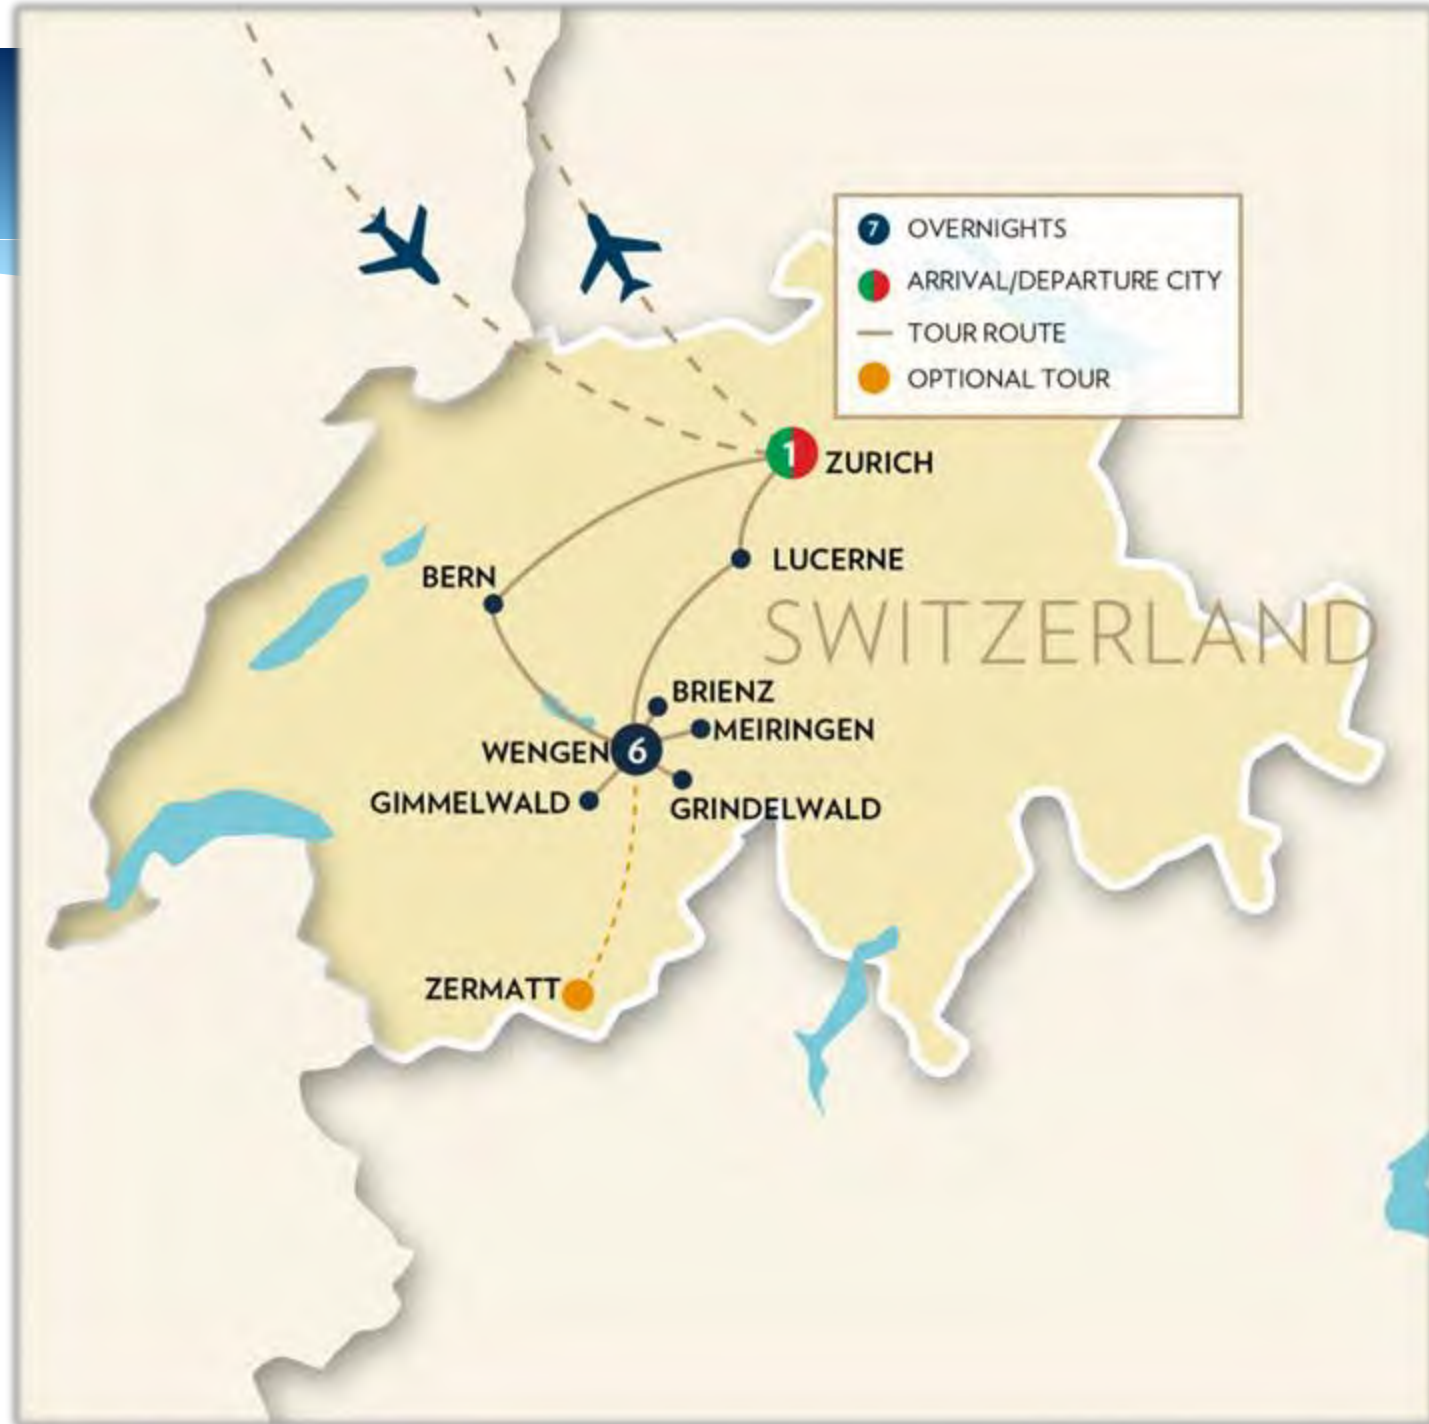 7 OVERNIGHTS
ARRIVAL/DEPARTURE CITY
TOUR ROUTE
OPTIONAL TOUR
1 ZURICH
LUCERNE
BERN
SWITZERLAND
BRIENZ
MEIRINGEN
WENGEN 6
GIMMELWALD
GRINDELWALD
ZERMATT